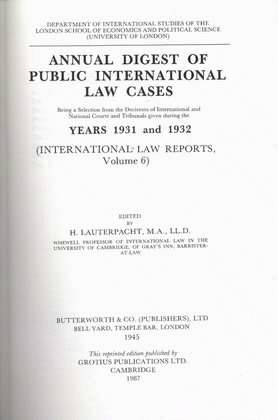 DEPARTMENT OF INTERNATIONAL STUDIES OF THE
LONDON SCHOOL OF ECONOMICS AND POLITICAL SCIENCE
(UNIVERSITY OF LONDON)
ANNUAL DIGEST OF
PUBLIC INTERNATIONAL
LAW CASES
Being a Selection from the Decisions of International and
National Courts and Tribunals given during the
YEARS 1931 and 1932
(INTERNATIONAL LAW REPORTS,
Volume 6)
EDITED
BY
H. LAUTERPACHT, M.A., LL.D.
WHEWELL PROFESSOR OF INTERNATIONAL LAW IN THE
UNIVERSITY OF CAMBRIDGE, OF GRAY'S INN, BARRISTER-
AT-LAW
BUTTERWORTH & CO. (PUBLISHERS), LTD
BELL YARD, TEMPLE BAR, LONDON
1945
This reprinted edition published by
GROTIUS PUBLICATIONS LTD.
CAMBRIDGE
1987